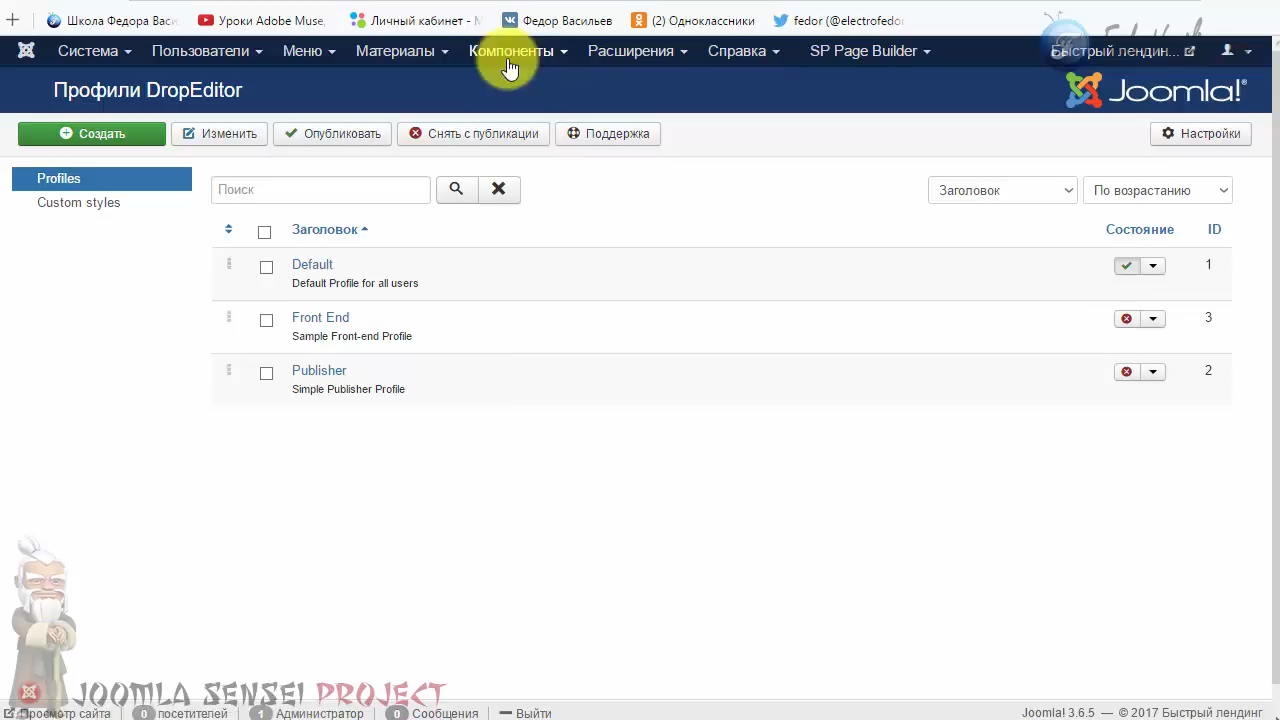 Школа Федора Васи
Уроки Adobe Muse,
Личный кабинет -
Федор Васильев
(2) Одноклассники
fedor (@electrofedor
Система
Пользователи
Меню
Материалы
Компоненты
Расширения
Справка
SP Page Builder
Быстрый лендин...
Профили DropEditor
Joomla!®
Создать
Изменить
Опубликовать
Снять с публикации
Поддержка
Настройки
Profiles
Custom styles
Поиск
Заголовок
По возрастанию
Заголовок
Состояние
ID
Default
1
Default Profile for all users
Front End
3
Sample Front-end Profile
Publisher
2
Simple Publisher Profile
JOOMLA SENSEI PROJECT
Просмотр сайта
0 посетителей
1 Администратор
0 Сообщения
Выйти
Joomla! 3.6.5 — © 2017 Быстрый лендинг